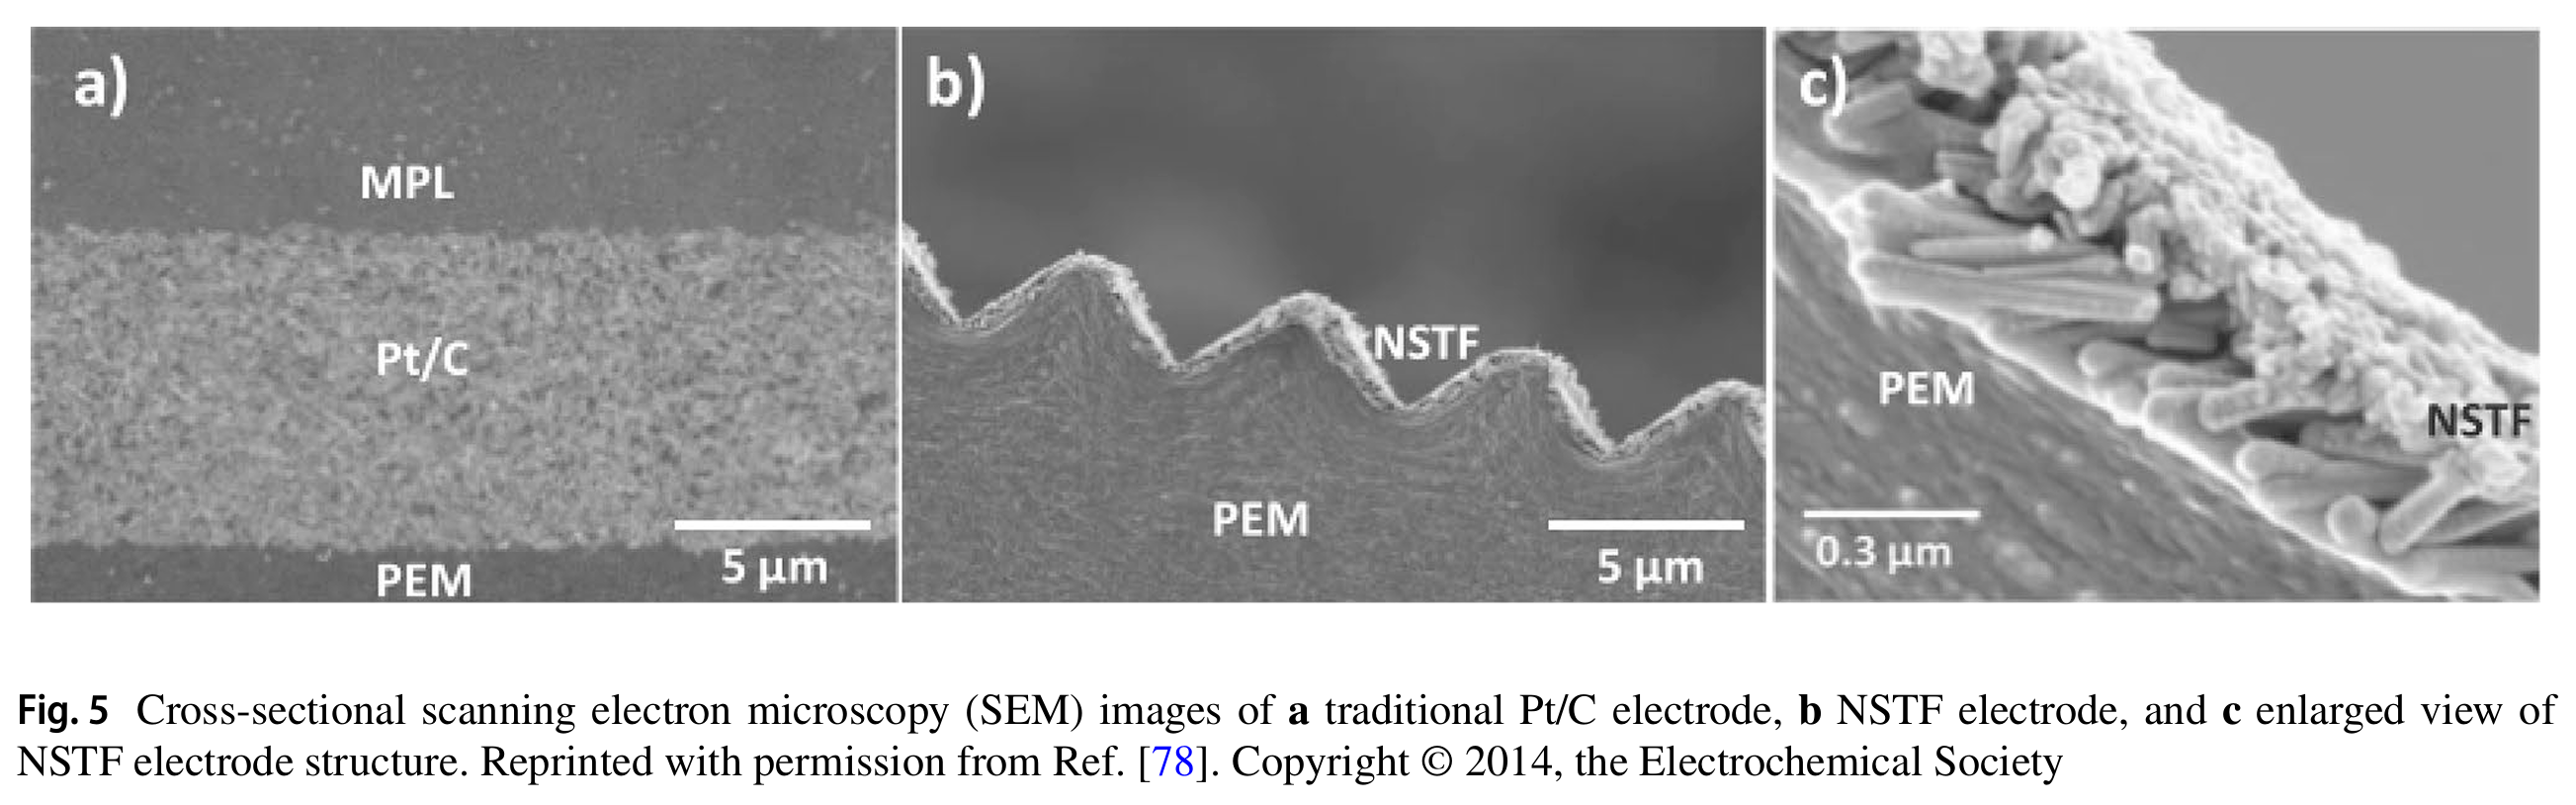 a)
MPL
Pt/C
5 µm
PEM
b)
NSTF
PEM
5 µm
c)
PEM
NSTF
0.3 µm
Fig. 5 Cross-sectional scanning electron microscopy (SEM) images of a traditional Pt/C electrode, b NSTF electrode, and c enlarged view of
NSTF electrode structure. Reprinted with permission from Ref. [78]. Copyright © 2014, the Electrochemical Society